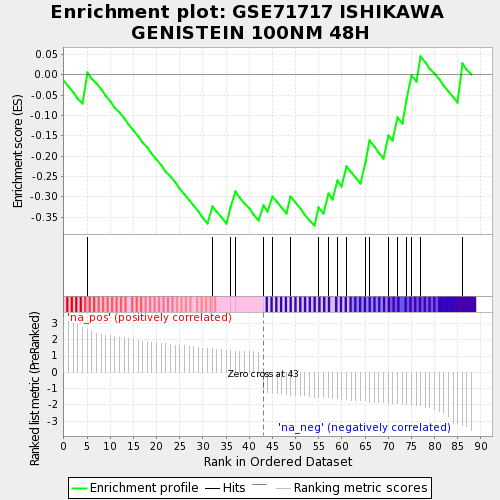 Enrichment plot: GSE71717 ISHIKAWA
GENISTEIN 100NM 48H
Enrichment score (ES)
0.05
0.00
-0.05
-0.10
-0.15
-0.20
-0.25
-0.30
-0.35
'na_pos' (positively correlated)
Ranked list metric (PreRanked)
3
2
1
0
-1
-2
-3
Zero cross at 43
'na_neg' (negatively correlated)
0 5 10 15 20 25 30 35 40 45 50 55 60 65 70 75 80 85 90
Rank in Ordered Dataset
Enrichment profile
Hits
Ranking metric scores